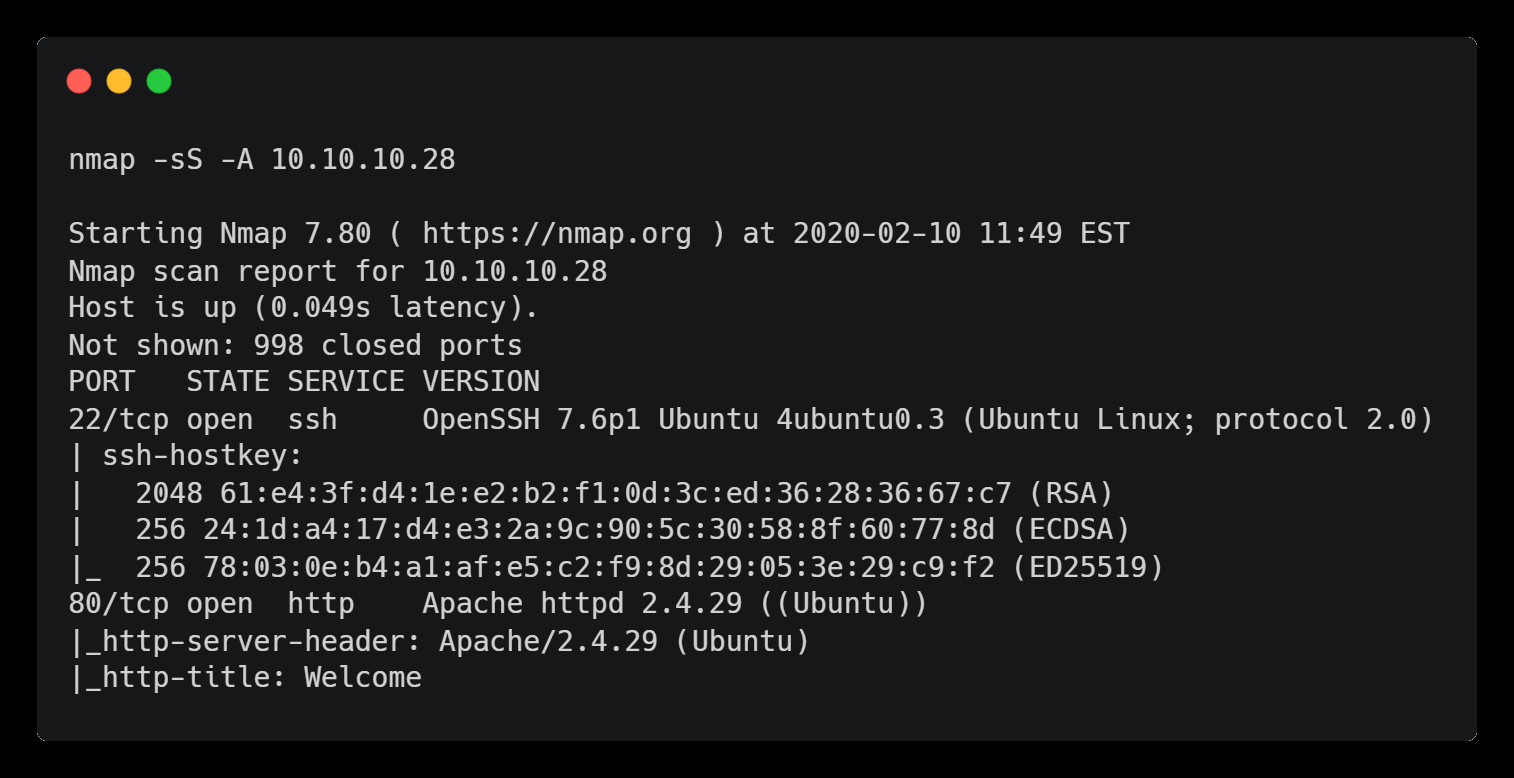 nmap -sS -A 10.10.10.28
Starting Nmap 7.80 ( https://nmap.org ) at 2020-02-10 11:49 EST
Nmap scan report for 10.10.10.28
Host is up (0.049s latency).
Not shown: 998 closed ports
PORT   STATE SERVICE VERSION
22/tcp open  ssh     OpenSSH 7.6p1 Ubuntu 4ubuntu0.3 (Ubuntu Linux; protocol 2.0)
| ssh-hostkey:
|   2048 61:e4:3f:d4:1e:e2:b2:f1:0d:3c:ed:36:28:36:67:c7 (RSA)
|   256 24:1d:a4:17:d4:e3:2a:9c:90:5c:30:58:8f:60:77:8d (ECDSA)
|_  256 78:03:0e:b4:a1:af:e5:c2:f9:8d:29:05:3e:29:c9:f2 (ED25519)
80/tcp open  http    Apache httpd 2.4.29 ((Ubuntu))
|_http-server-header: Apache/2.4.29 (Ubuntu)
|_http-title: Welcome